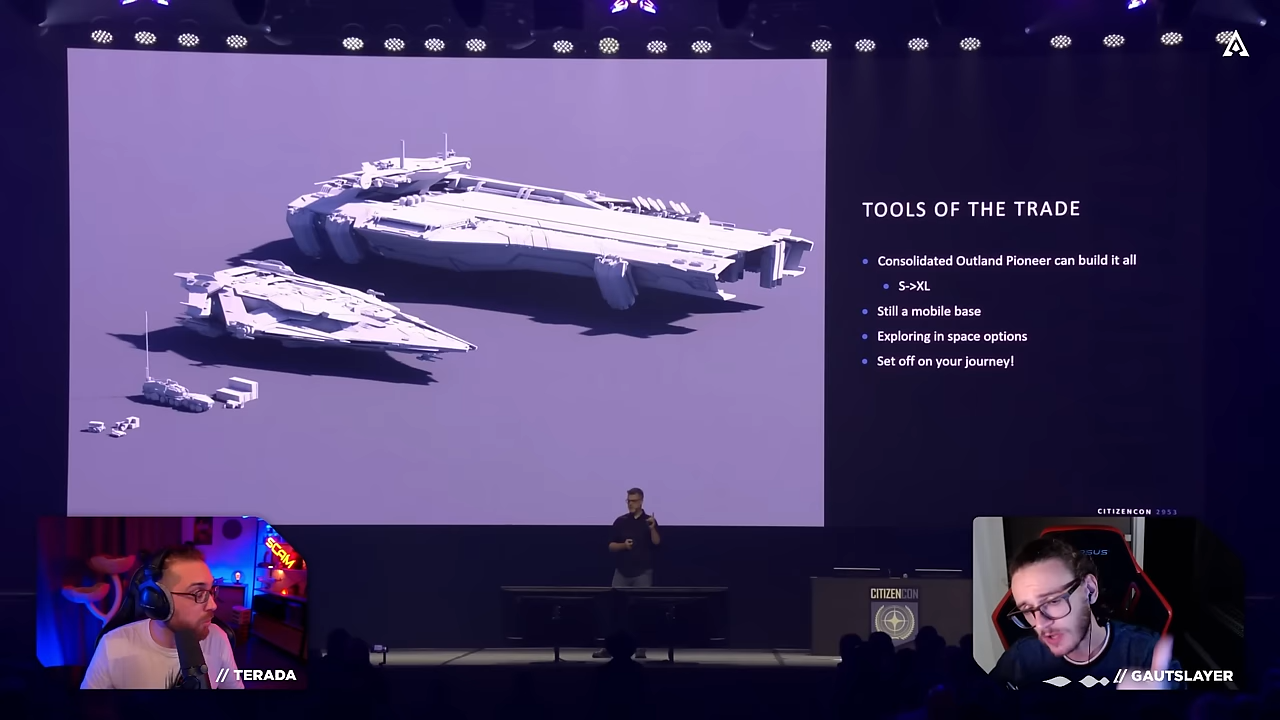 TOOLS OF THE TRADE
Consolidated Outland Pioneer can build it all
S->XL
Still a mobile base
Exploring in space options
Set off on your journey!
CITIZENCON 2953
CITIZENCON
SCAM
// TERADA
// GAUTSLAYER